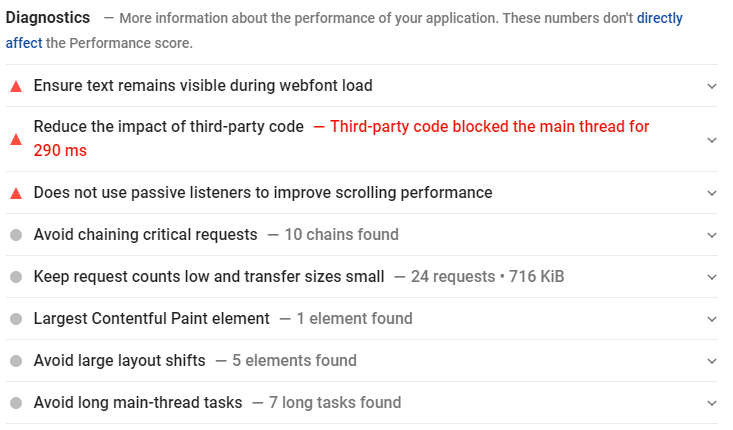 Diagnostics — More information about the performance of your application. These numbers don't directly
affect the Performance score.
Ensure text remains visible during webfont load
Reduce the impact of third-party code — Third-party code blocked the main thread for
290 ms
Does not use passive listeners to improve scrolling performance
Avoid chaining critical requests — 10 chains found
Keep request counts low and transfer sizes small — 24 requests • 716 KiB
Largest Contentful Paint element — 1 element found
Avoid large layout shifts — 5 elements found
Avoid long main-thread tasks — 7 long tasks found